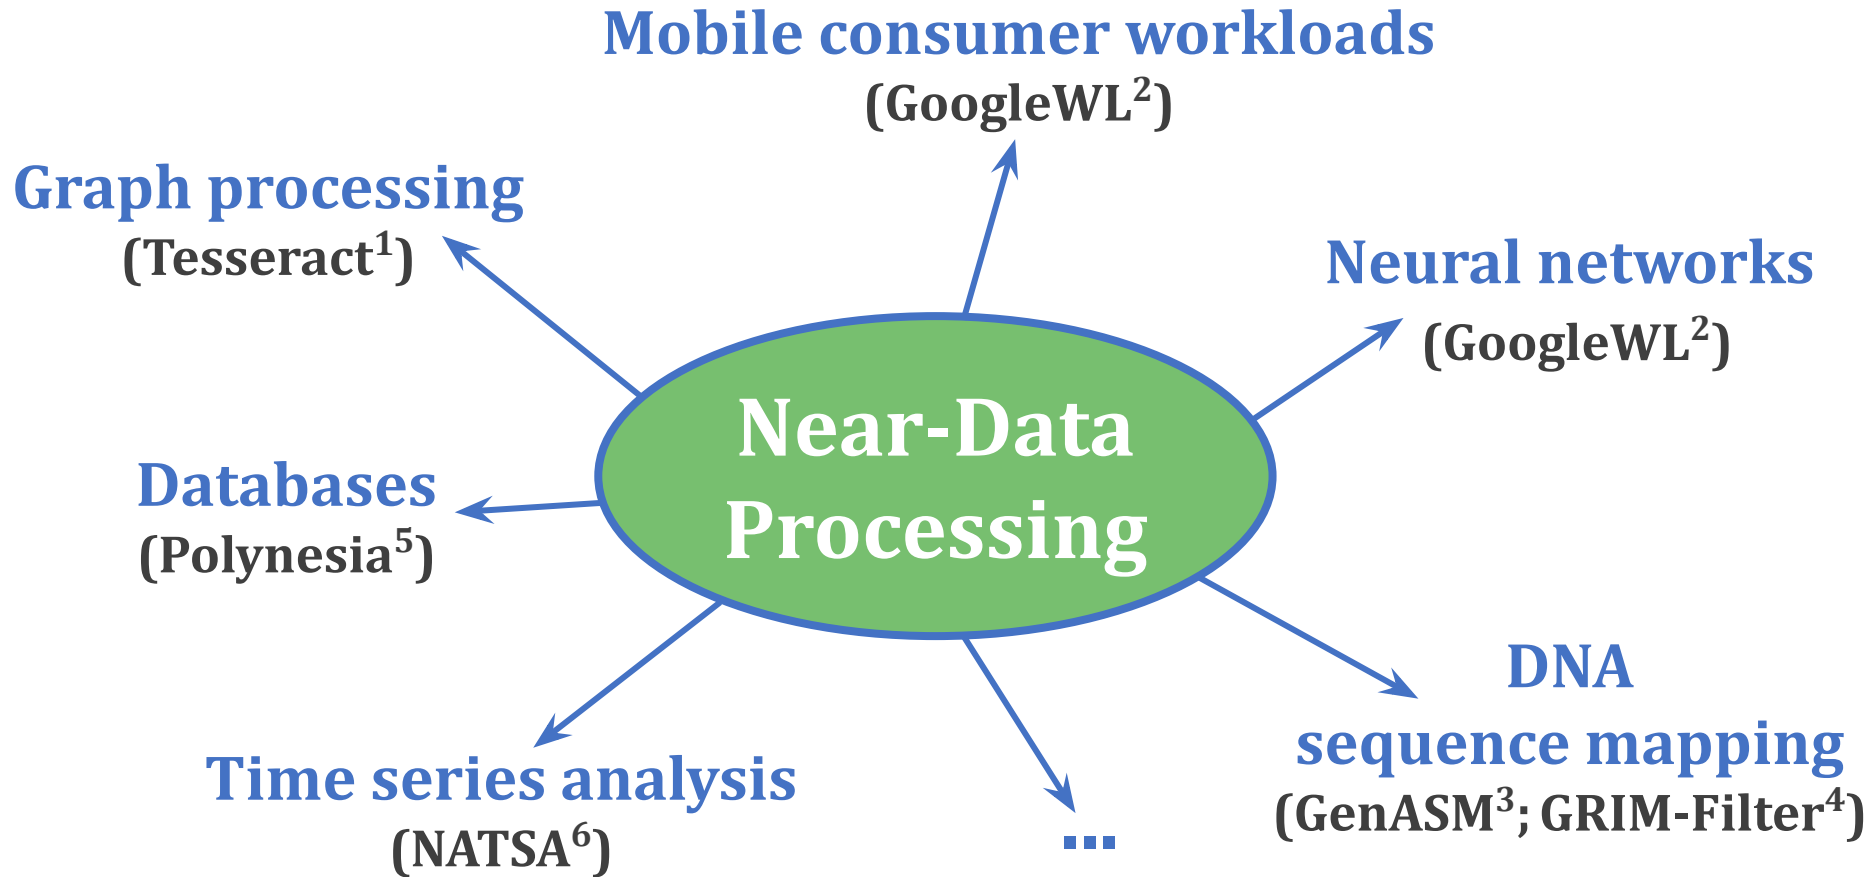 Mobile consumer workloads
(GoogleWL²)
Graph processing
(Tesseract¹)
Neural networks
(GoogleWL²)
Near-Data
Processing
Databases
(Polynesia⁵)
DNA
sequence mapping
(GenASM³; GRIM-Filter⁴)
Time series analysis
(NATSA⁶)
...